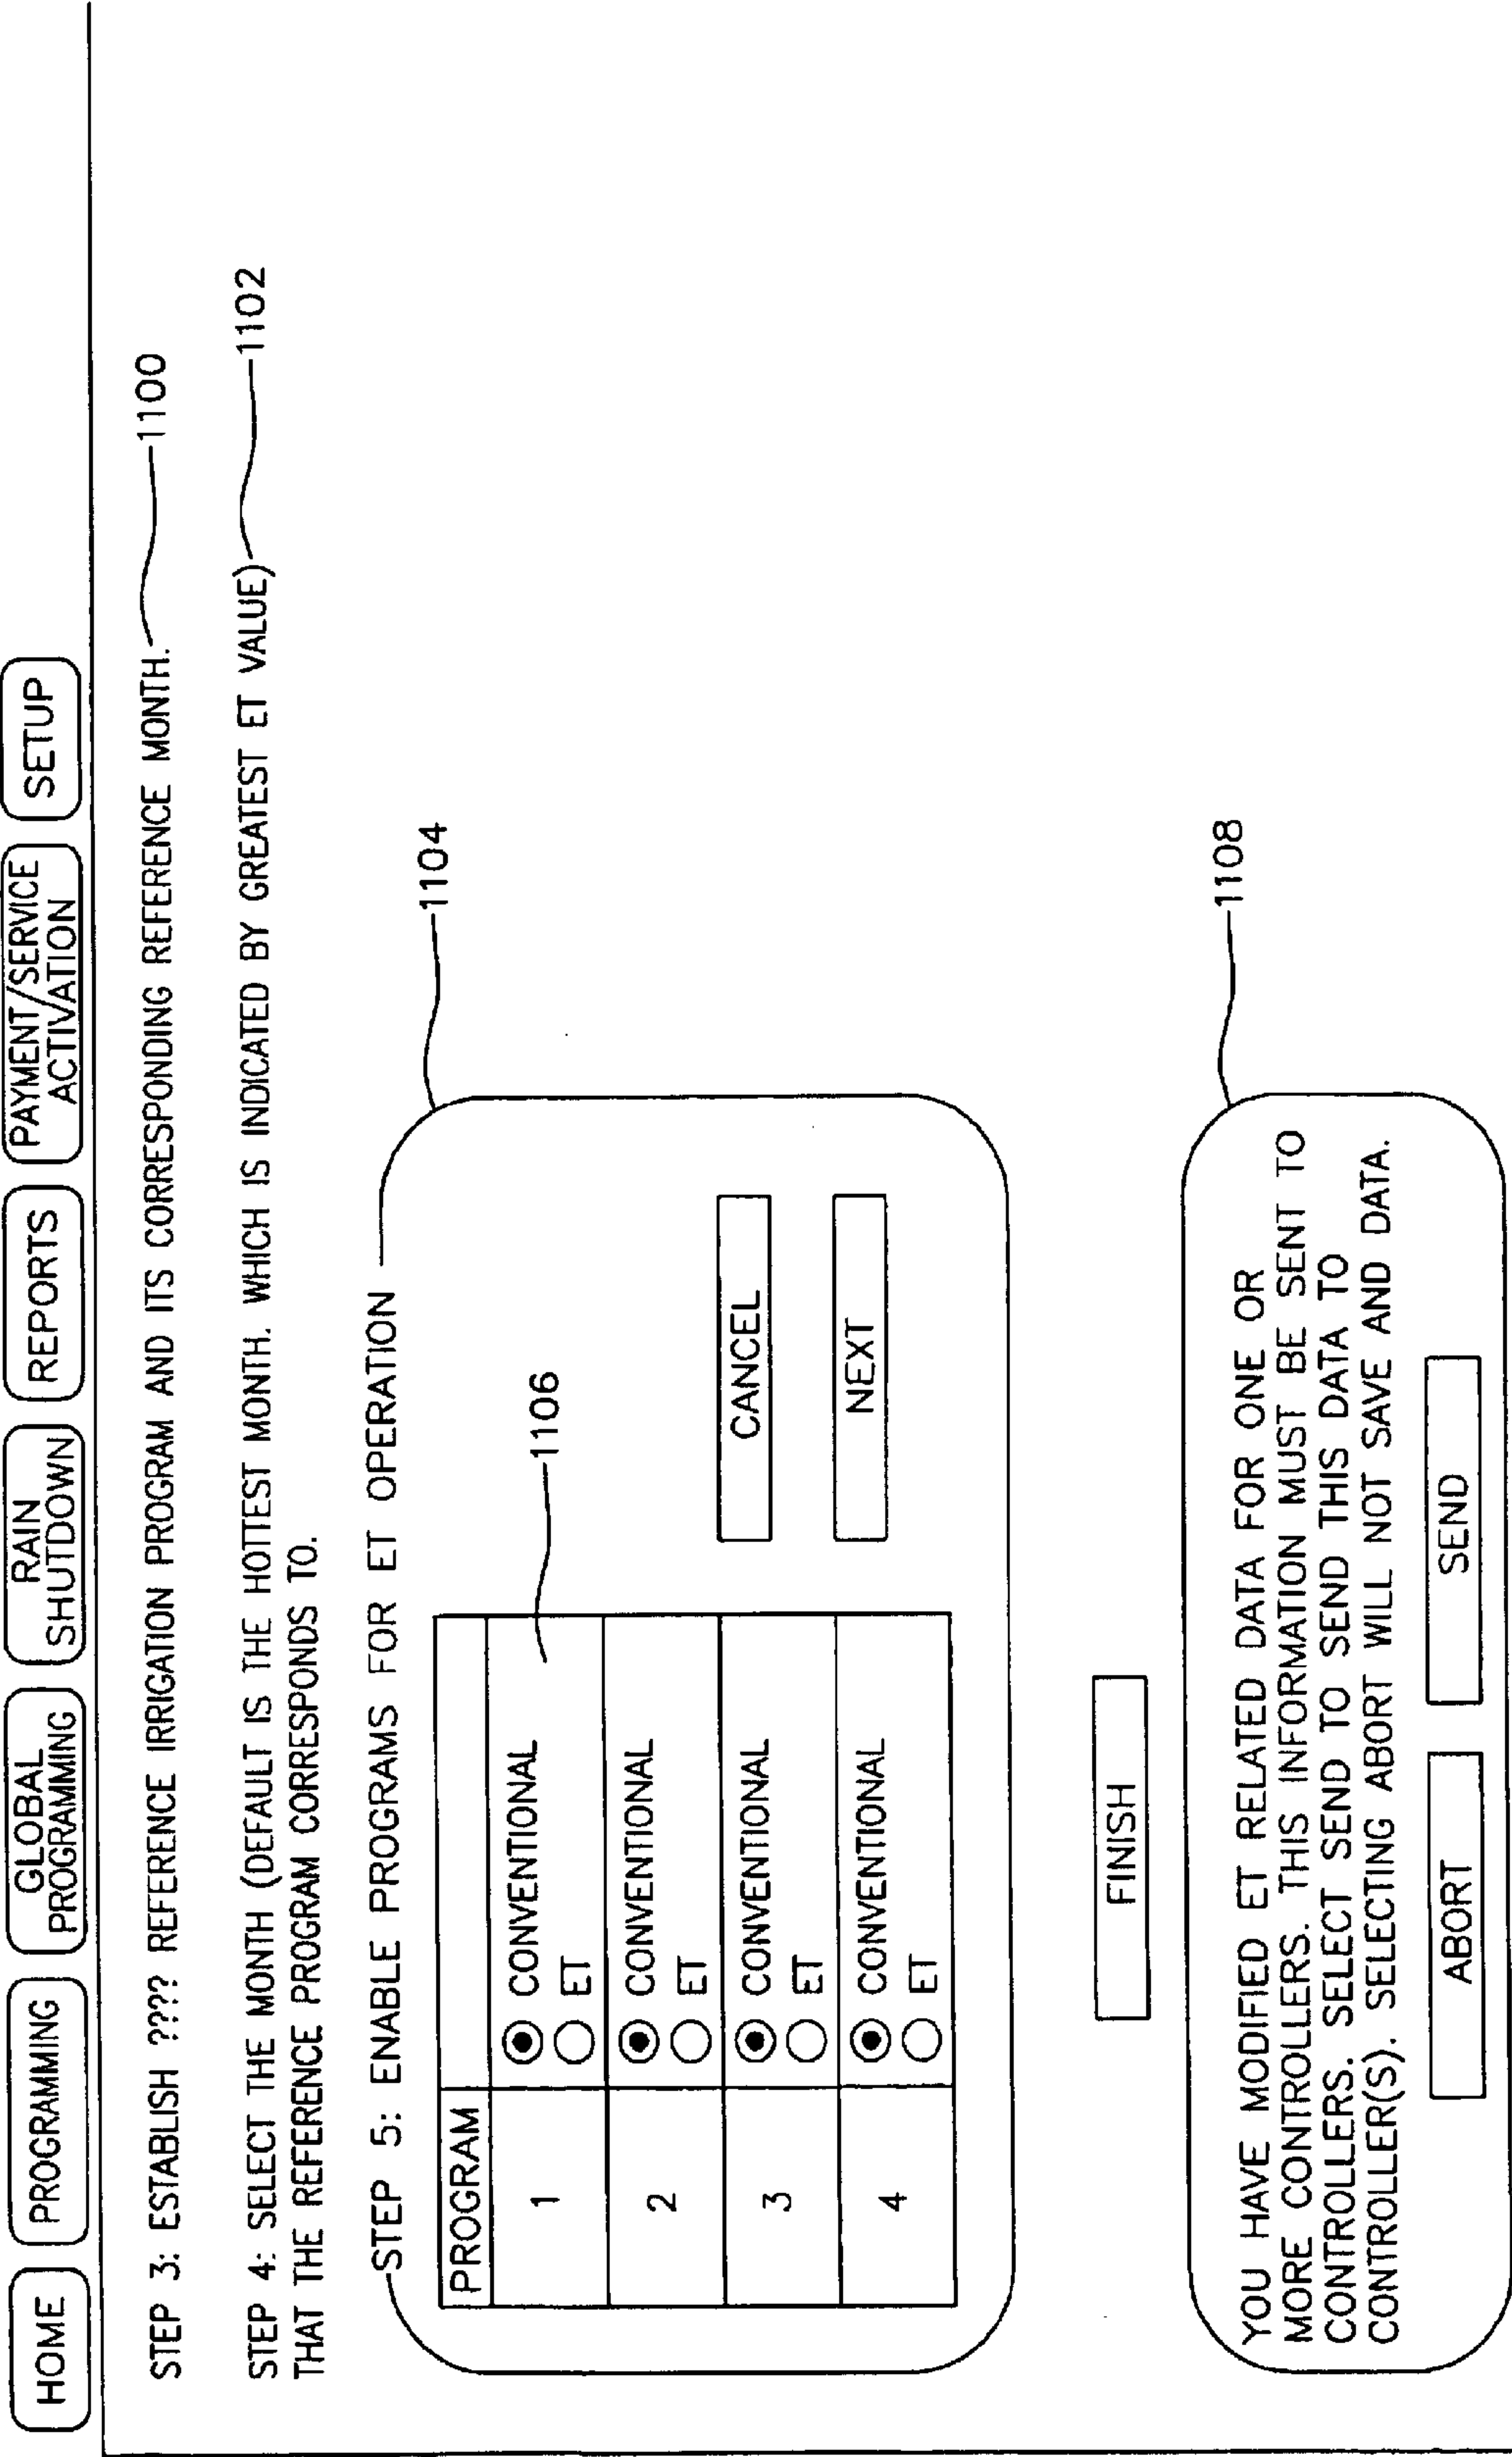 HOME
PROGRAMMING
GLOBAL
PROGRAMMING
RAIN
SHUTDOWN
REPORTS
PAYMENT/SERVICE
ACTIVATION
SETUP
STEP 3: ESTABLISH ???? REFERENCE IRRIGATION PROGRAM AND ITS CORRESPONDING REFERENCE MONTH.
1100
STEP 4: SELECT THE MONTH (DEFAULT IS THE HOTTEST MONTH. WHICH IS INDICATED BY GREATEST ET VALUE)
1102
THAT THE REFERENCE PROGRAM CORRESPONDS TO.
STEP 5: ENABLE PROGRAMS FOR ET OPERATION
1104
PROGRAM
1106
1
CONVENTIONAL
ET
2
CONVENTIONAL
ET
3
CONVENTIONAL
ET
4
CONVENTIONAL
ET
CANCEL
NEXT
FINISH
1108
YOU HAVE MODIFIED ET RELATED DATA FOR ONE OR
MORE CONTROLLERS. THIS INFORMATION MUST BE SENT TO
CONTROLLERS. SELECT SEND TO SEND THIS DATA TO
CONTROLLER(S). SELECTING ABORT WILL NOT SAVE AND DATA.
ABORT
SEND